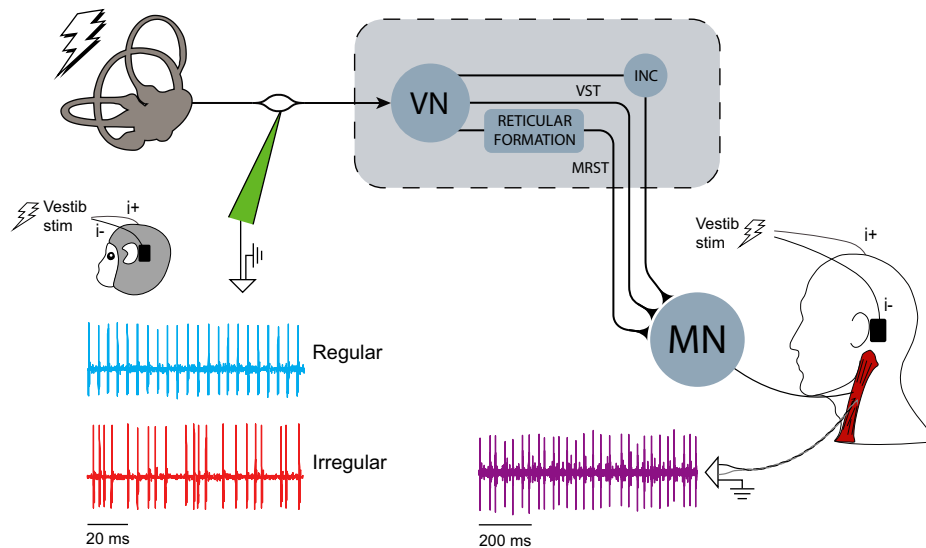 VN
INC
VST
RETICULAR
FORMATION
MRST
Vestib
stim
i+
i-
Vestib
stim
i+
i-
MN
Regular
Irregular
20 ms
200 ms